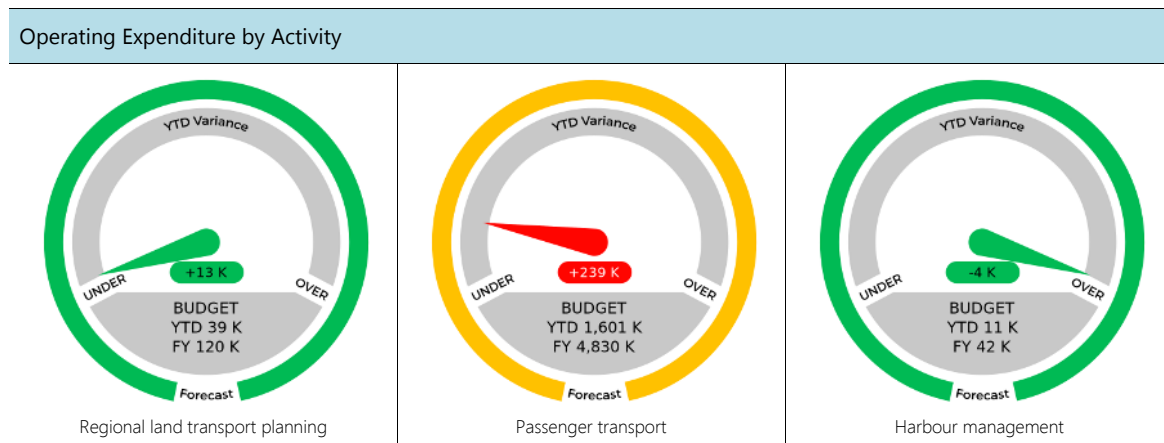 Operating Expenditure by Activity
YTD Variance
+13 K
UNDER
OVER
BUDGET
YTD 39 K
FY 120 K
Forecast
Regional land transport planning
YTD Variance
+239 K
UNDER
OVER
BUDGET
YTD 1,601 K
FY 4,830 K
Forecast
Passenger transport
YTD Variance
-4 K
UNDER
OVER
BUDGET
YTD 11 K
FY 42 K
Forecast
Harbour management